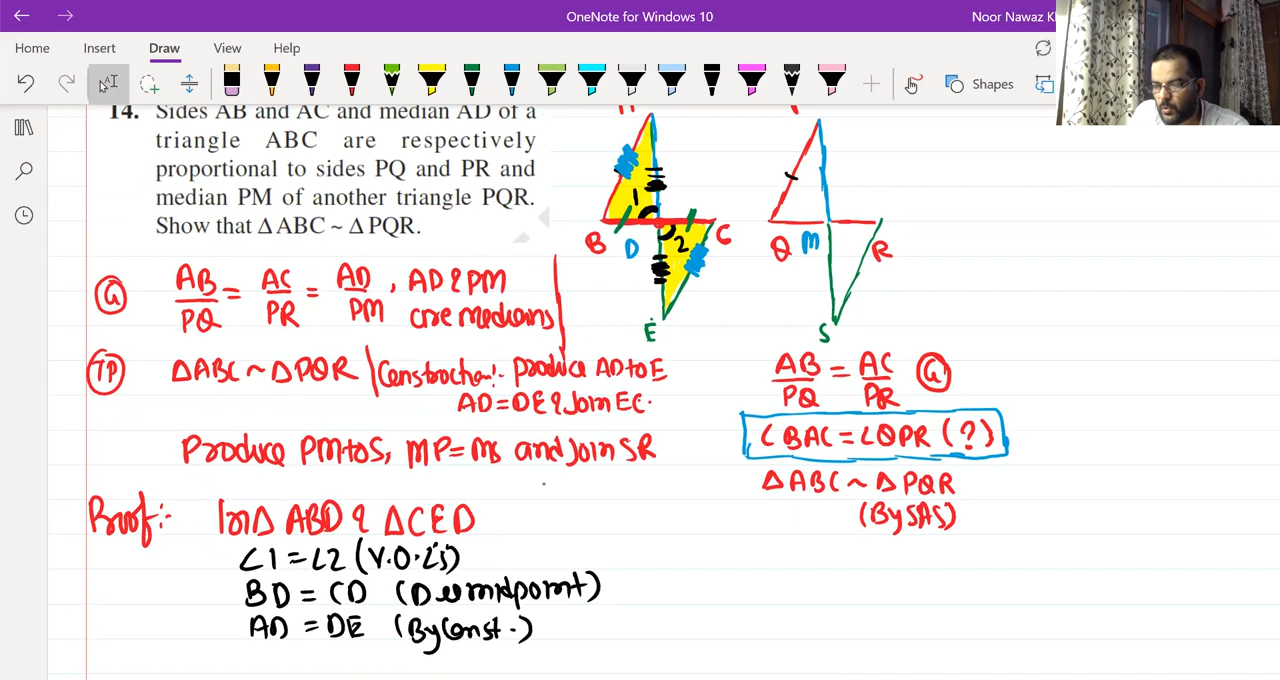 OneNote for Windows 10
Noor Nawaz Kh
Home Insert Draw View Help
Shapes
14. Sides AB and AC and median AD of a
triangle ABC are respectively
proportional to sides PQ and PR and
median PM of another triangle PQR.
Show that Δ ABC ~ Δ PQR.
1
B D C
2
E
Q M R
S
G AB/PQ = AC/PR = AD/PM , AD & PM
are medians
TP ΔABC ~ ΔPQR | Construction:- Produce AD to E
AD = DE & Join EC.
Produce PM to S, MP = MS and Join SR
AB/PQ = AC/PR G
∠BAC = ∠QPR (?)
ΔABC ~ ΔPQR
(By SAS)
Proof:- In Δ ABD & ΔCED
∠1 = ∠2 (V.O.∠s)
BD = CD (D is midpoint)
AD = DE (By Const.)